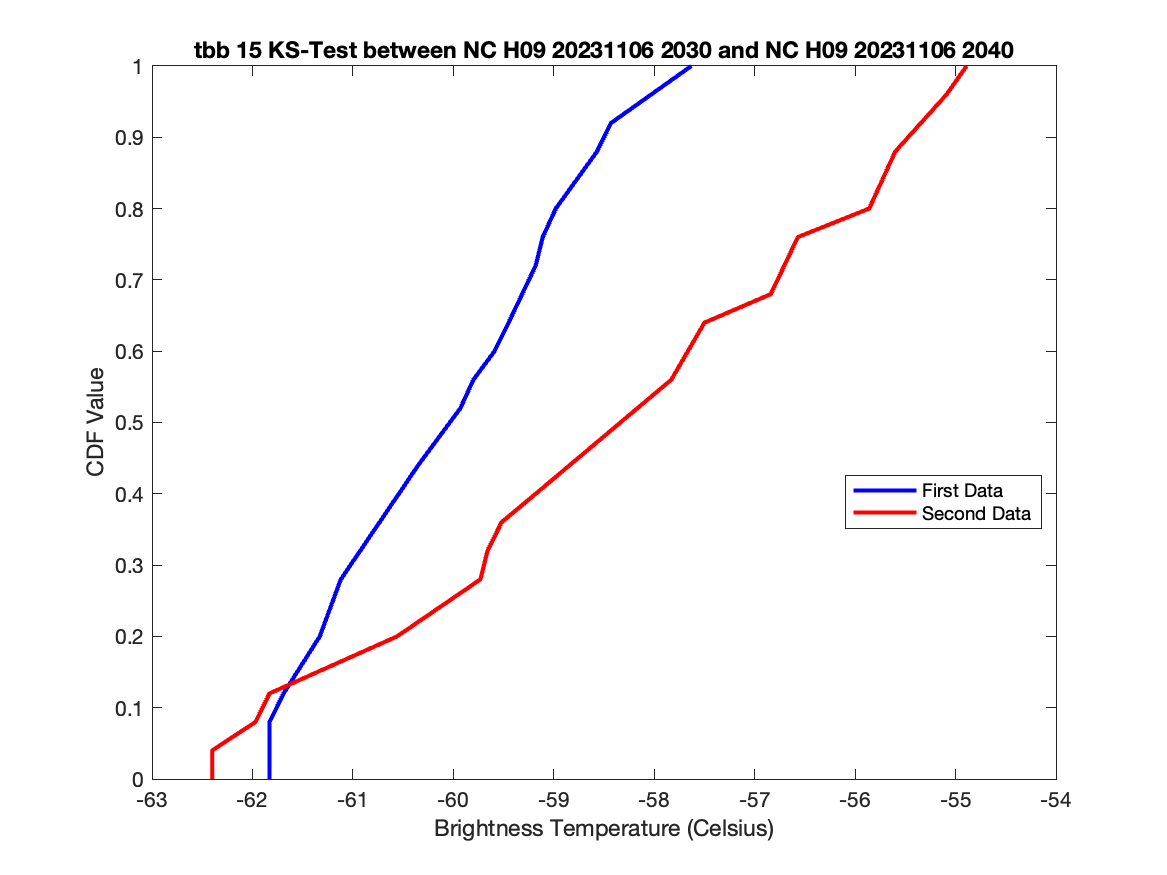 tbb 15 KS-Test between NC H09 20231106 2030 and NC H09 20231106 2040
1
0.9
0.8
0.7
0.6
0.5
0.4
0.3
0.2
0.1
0
CDF Value
First Data
Second Data
-63 -62 -61 -60 -59 -58 -57 -56 -55 -54
Brightness Temperature (Celsius)